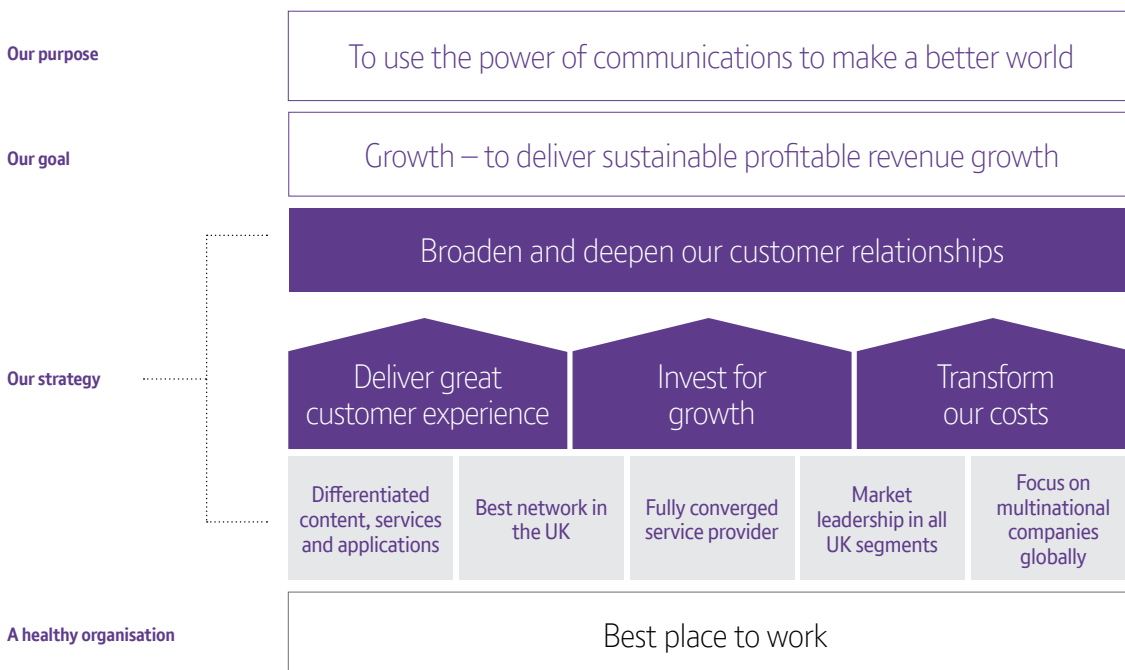 Our purpose
To use the power of communications to make a better world
Our goal
Growth – to deliver sustainable profitable revenue growth
Broaden and deepen our customer relationships
Our strategy
Deliver great
customer experience
Invest for
growth
Transform
our costs
Differentiated
content, services
and applications
Best network in
the UK
Fully converged
service provider
Market
leadership in all
UK segments
Focus on
multinational
companies
globally
A healthy organisation
Best place to work